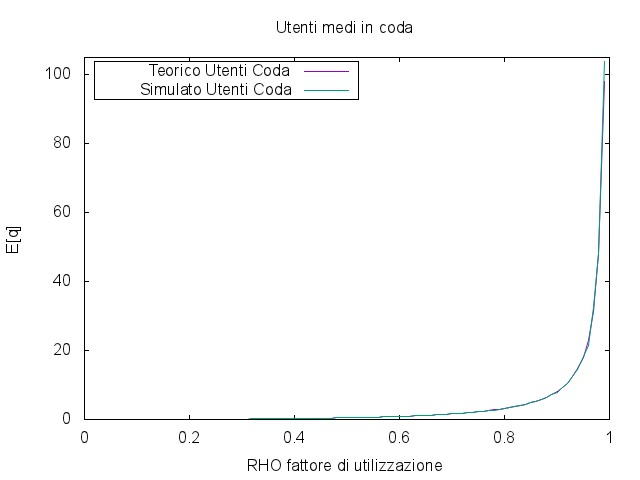 Utenti medi in coda
Teorico Utenti Coda
Simulato Utenti Coda
100
80
60
40
20
0
E[q]
0 0.2 0.4 0.6 0.8 1
RHO fattore di utilizzazione